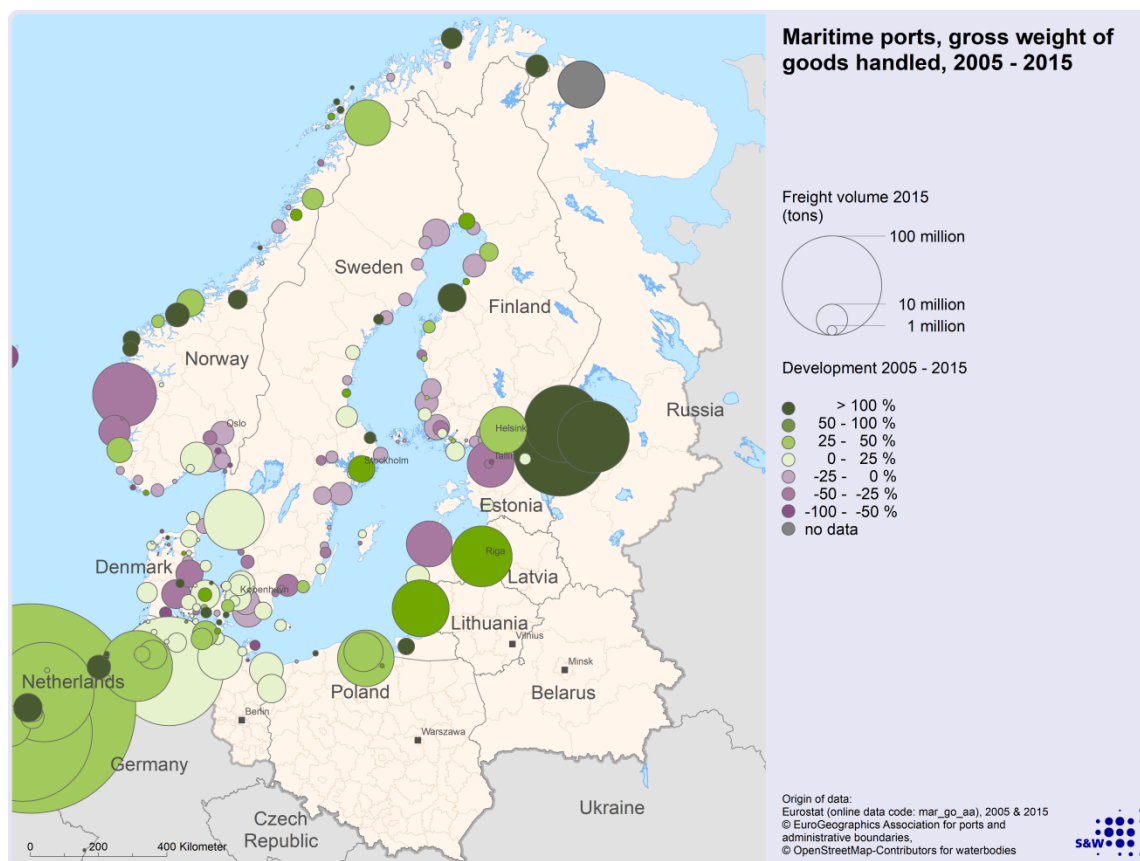 Maritime ports, gross weight of
goods handled, 2005 - 2015
Freight volume 2015
(tons)
100 million
10 million
1 million
Development 2005 - 2015
> 100 %
50 - 100 %
25 - 50 %
0 - 25 %
-25 - 0 %
-50 - -25 %
-100 - -50 %
no data
Sweden
Finland
Norway
Russia
Oslo
Helsink
Stockholm
Tallin
Estonia
Denmark
København
Riga
Latvia
Lithuania
Vilnius
Minsk
Netherlands
Poland
Belarus
Berlin
Warszawa
Germany
Ukraine
Czech
Republic
0 200 400 Kilometer
Origin of data:
Eurostat (online data code: mar_go_aa), 2005 & 2015
© EuroGeographics Association for ports and
administrative boundaries,
© OpenStreetMap-Contributors for waterbodies
S&W